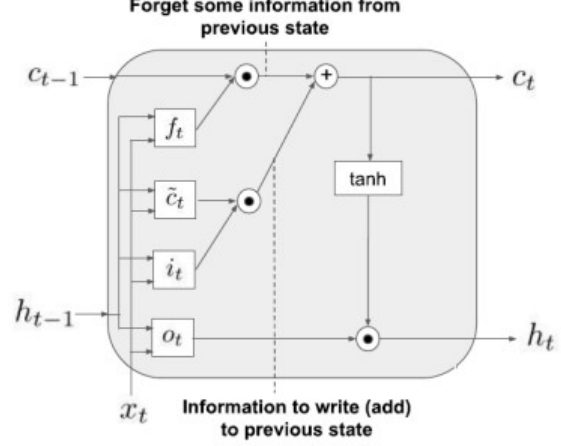 Forget some information from
previous state
c_{t-1}
c_t
f_t
tanh
c̃_t
i_t
h_{t-1}
o_t
h_t
x_t
Information to write (add)
to previous state